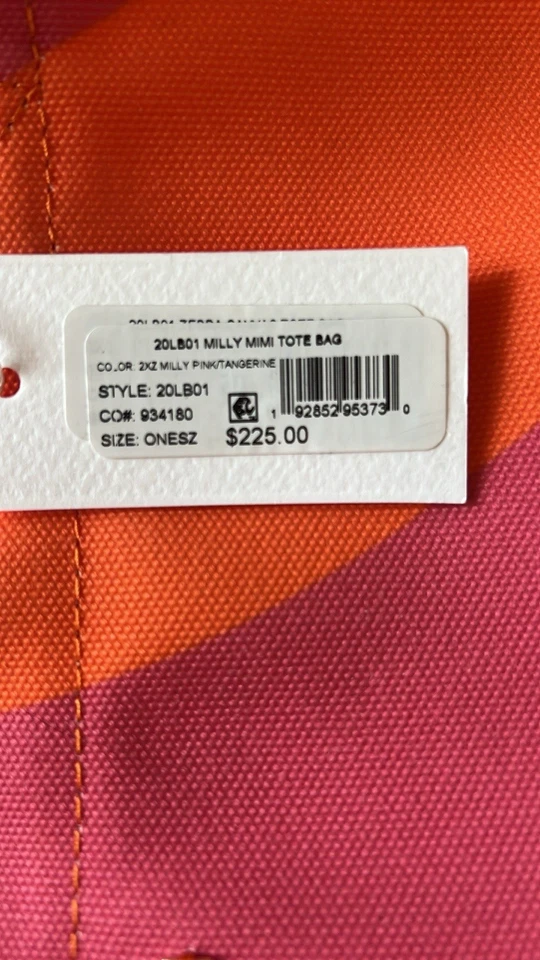 20LB01 MILLY MIMI TOTE BAG
COLOR: 2XZ MILLY PINK/TANGERINE
STYLE: 20LB01
CO#: 934180
1 92852 95373 0
SIZE: ONESZ $225.00